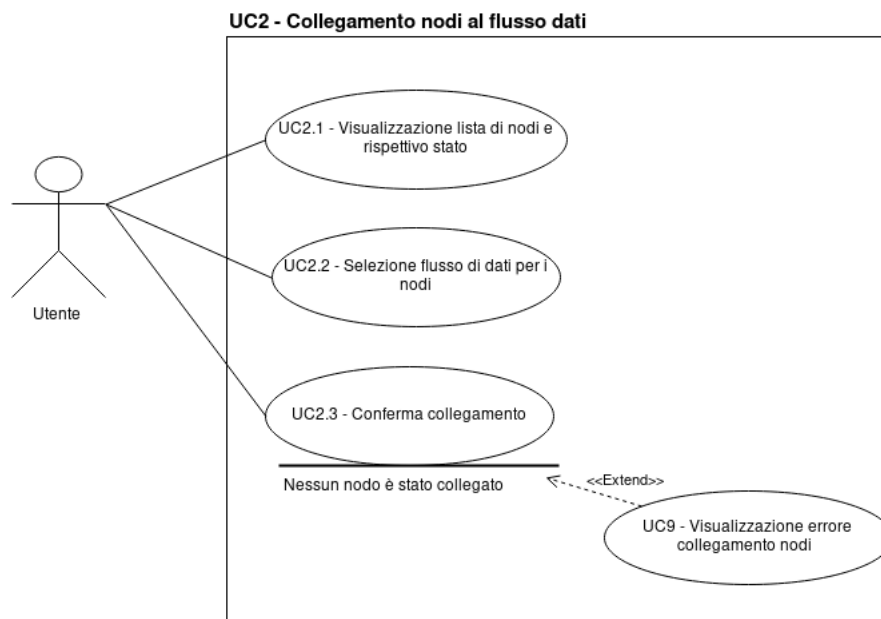 UC2 - Collegamento nodi al flusso dati
UC2.1 - Visualizzazione lista di nodi e
rispettivo stato
UC2.2 - Selezione flusso di dati per i
nodi
Utente
UC2.3 - Conferma collegamento
Nessun nodo è stato collegato
<<Extend>>
UC9 - Visualizzazione errore
collegamento nodi